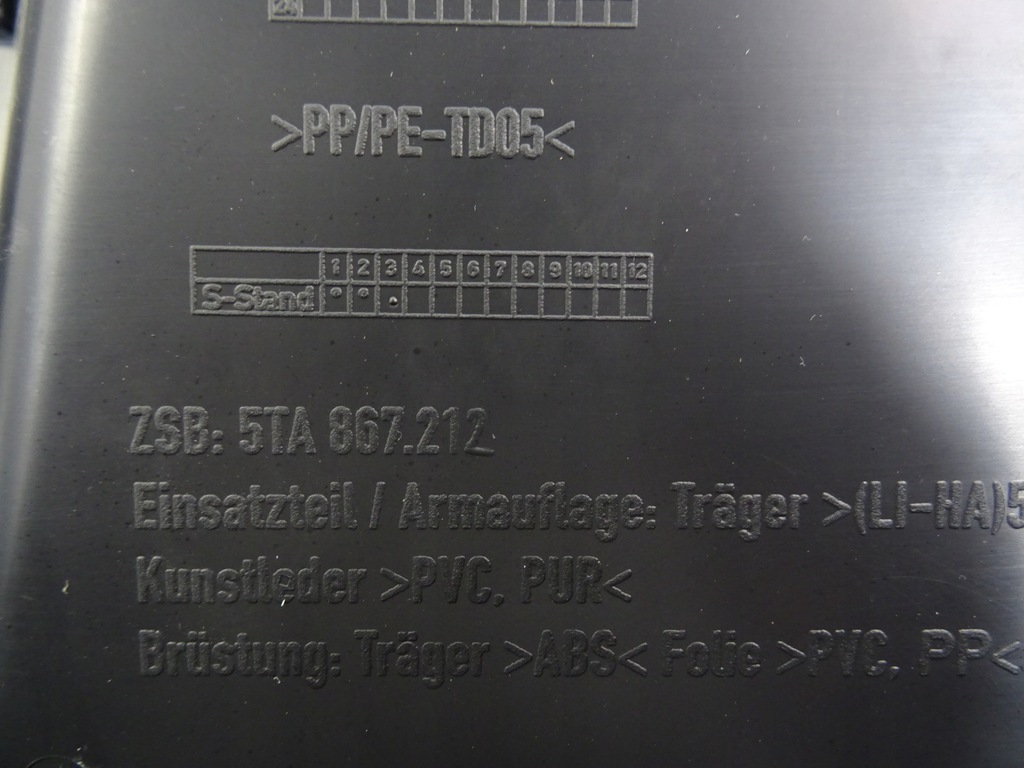 >PP/PE-TD05<
1 2 3 4 5 6 7 8 9 10 11 12
S-Stand
ZSB: 5TA 867.212
Einsatzteil / Armauflage: Träger >(LI-HA)5
Kunstleder >PVC, PUR<
Brüstung: Träger >ABS< Folie >PVC, PP<